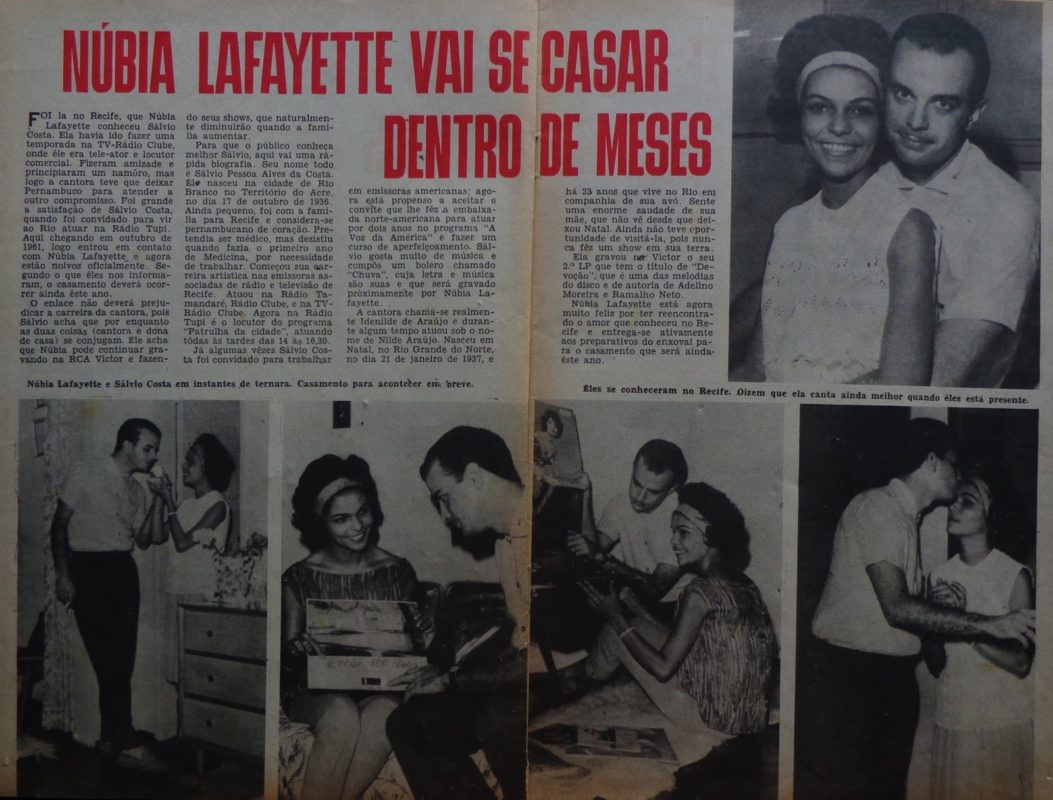 NÚBIA LAFAYETTE VAI SE CASAR
DENTRO DE MESES
FOI la no Recife, que Núbia
Lafayette conheceu Sálvio
Costa. Ela havia ido fazer uma
temporada na TV-Rádio Clube,
onde êle era tele-ator e locutor
comercial. Fizeram amizade e
principiaram um namôro, mas
logo a cantora teve que deixar
Pernambuco para atender a
outro compromisso. Foi grande
a satisfação de Sálvio Costa,
quando foi convidado para vir
ao Rio atuar na Rádio Tupi.
Aqui chegando em outubro de
1961, logo entrou em contato
com Núbia Lafayette e agora
estão noivos oficialmente. Se-
gundo o que êles nos informa-
ram, o casamento deverá ocor-
rer ainda êste ano.
O enlace não deverá preju-
dicar a carreira da cantora, pois
Sálvio acha que por enquanto
as duas coisas (cantora e dona
de casa) se conjugam. Ele acha
que Núbia pode continuar gra-
vando na RCA Victor e fazen-
do seus shows, que naturalmen-
te diminuirão quando a famí-
lia aumentar.
Para que o público conheça
melhor Sálvio, aqui vai uma rá-
pida biografia. Seu nome todo
é Sálvio Pessoa Alves da Costa.
Ele nasceu na cidade de Rio
Branco no Território do Acre,
no dia 17 de outubro de 1936.
Ainda pequeno, foi com a famí-
lia para Recife e considera-se
pernambucano de coração. Pre-
tendia ser médico, mas desistiu
quando fazia o primeiro ano
de Medicina, por necessidade
de trabalhar. Começou sua car-
reira artística nas emissoras as-
sociadas de rádio e televisão de
Recife. Atuou na Rádio Ta-
mandaré, Rádio Clube, e na TV-
Rádio Clube. Agora na Rádio
Tupi é o locutor do programa
"Patrulha da cidade", atuando
tôdas às tardes das 14 às 16,30.
Já algumas vêzes Sálvio Cos-
ta foi convidado para trabalhar
em emissoras americanas; ago-
ra está propenso a aceitar o
convite que lhe fêz a embaixa-
da norte-americana para atuar
por dois anos no programa "A
Voz da América" e fazer um
curso de aperfeiçoamento. Sál-
vio gosta muito de música e
compôs um bolero chamado
"Chuva", cuja letra e música
são suas e que será gravado
pròximamente por Núbia La-
fayette.
A cantora chama-se realmen-
te Idenilde de Araújo e duran-
te algum tempo atuou sob o no-
me de Nilde Araújo. Nasceu em
Natal, no Rio Grande do Norte,
no dia 21 de janeiro de 1937, e
há 23 anos que vive no Rio em
companhia de sua avó. Sente
uma enorme saudade de sua
mãe, que não vê desde que dei-
xou Natal. Ainda não teve opor-
tunidade de visitá-la, pois nun-
ca fêz um show em sua terra.
Ela gravou na Victor o seu
2.º LP que tem o título de "De-
voção", que é uma das melodias
do disco e de autoria de Adelino
Moreira e Ramalho Neto.
Núbia Lafayette está agora
muito feliz por ter reencontra-
do o amor que conheceu no Re-
cife e entrega-se ativamente
aos preparativos do enxoval pa-
ra o casamento que será ainda
êste ano.
Núbia Lafayette e Sálvio Costa em instantes de ternura. Casamento para acontecer em breve.
Êles se conheceram no Recife. Dizem que ela canta ainda melhor quando êles está presente.